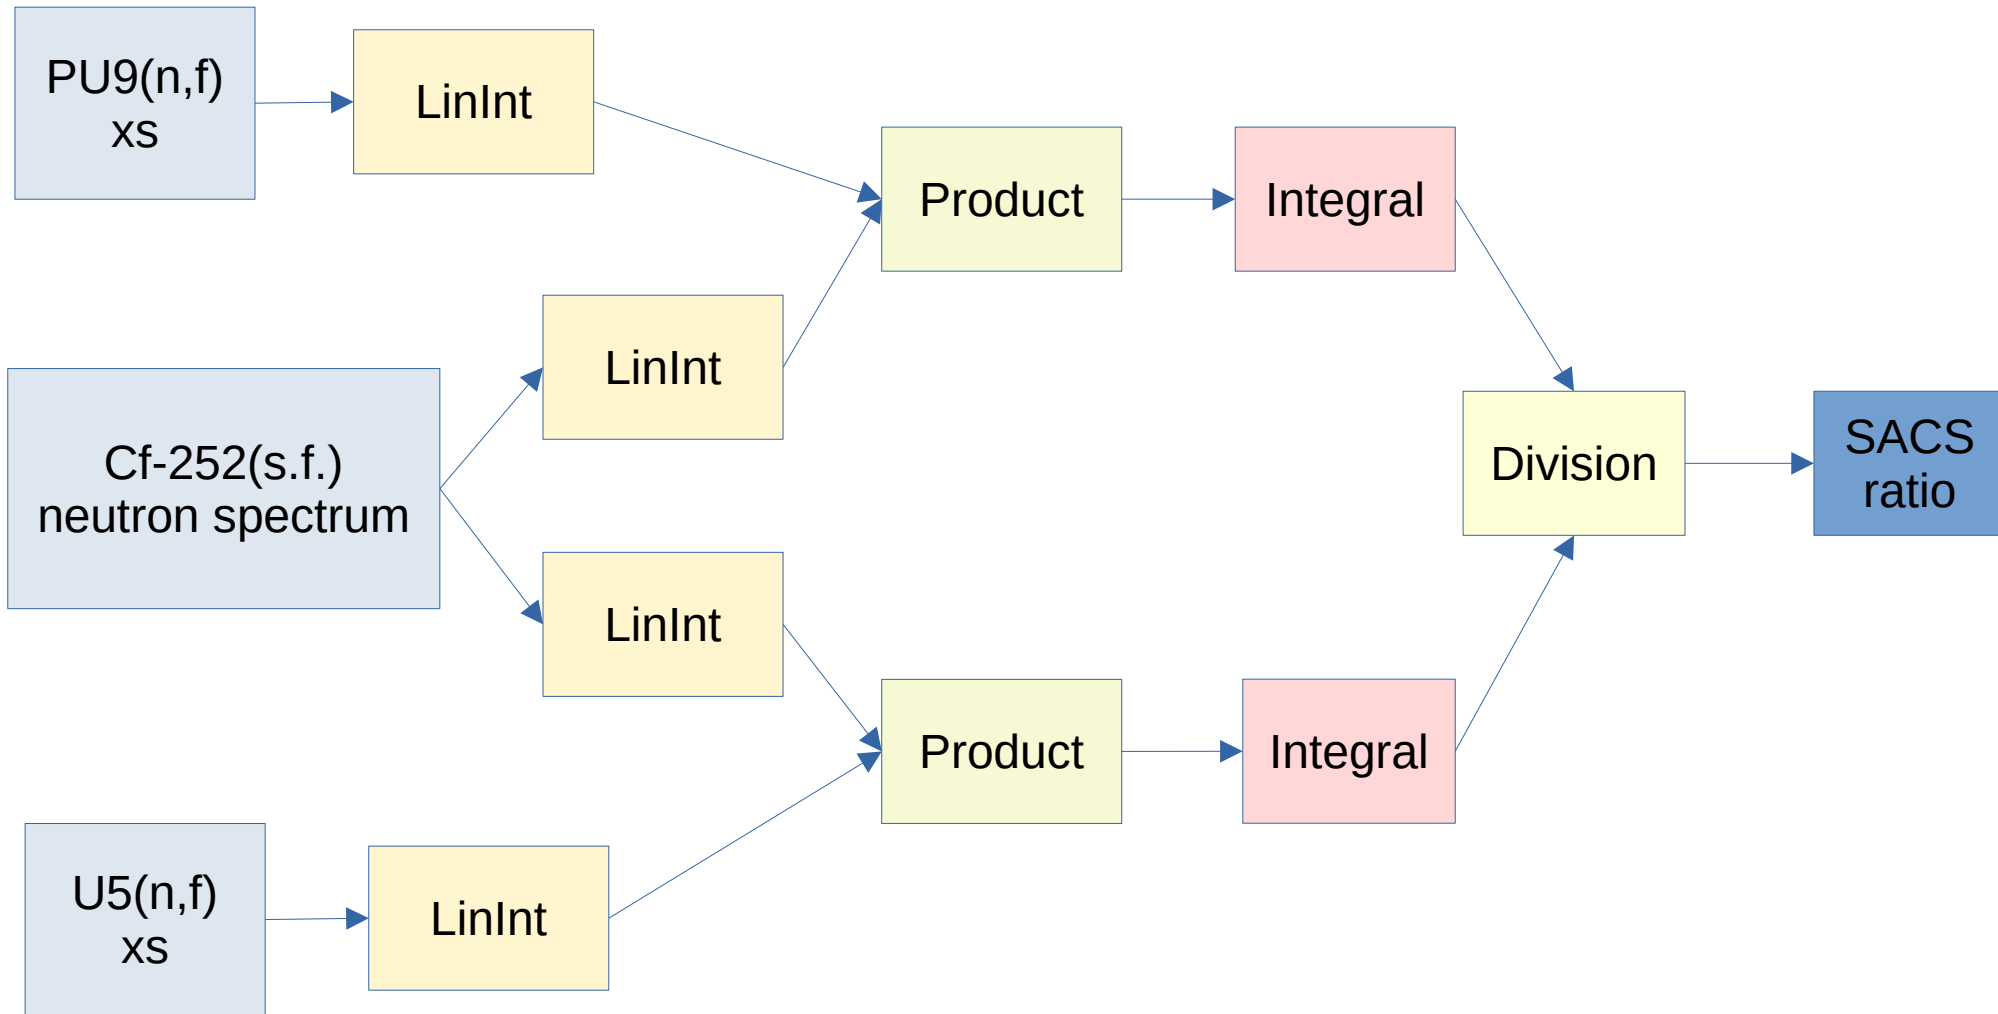 PU9(n,f)
xs
LinInt
Product
Integral
LinInt
Cf-252(s.f.)
neutron spectrum
Division
SACS
ratio
LinInt
Product
Integral
U5(n,f)
xs
LinInt